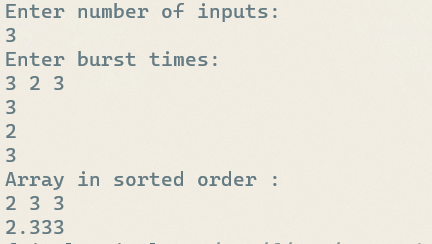 Enter number of inputs:
3
Enter burst times:
3 2 3
3
2
3
Array in sorted order :
2 3 3
2.333